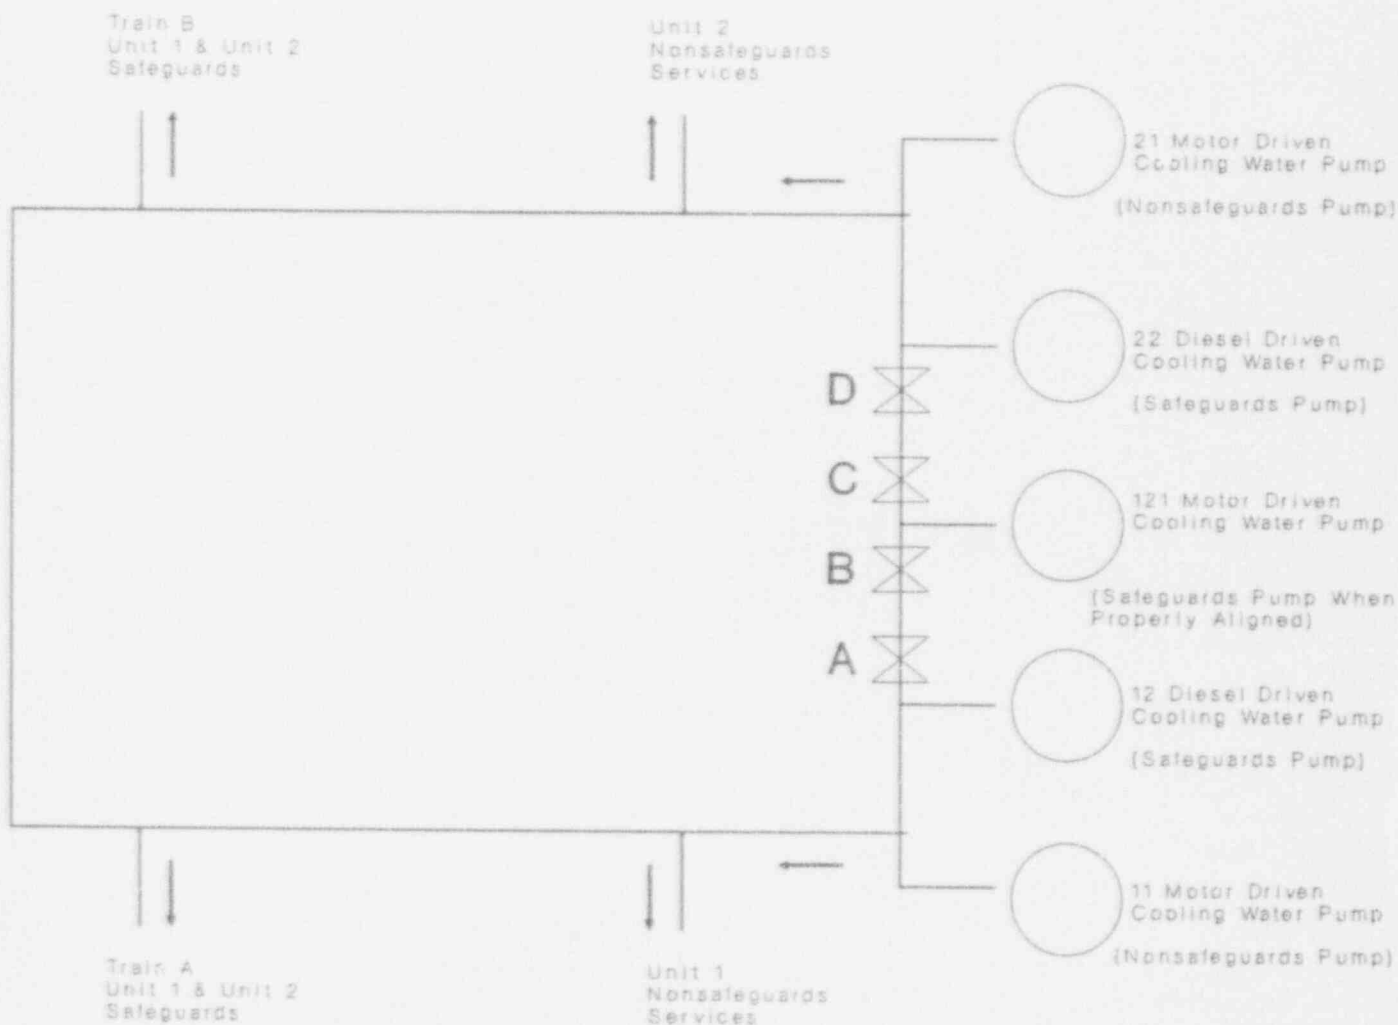 Train B
Unit 1 & Unit 2
Safeguards
Unit 2
Nonsafeguards
Services
21 Motor Driven
Cooling Water Pump
(Nonsafeguards Pump)
22 Diesel Driven
Cooling Water Pump
(Safeguards Pump)
D
C
121 Motor Driven
Cooling Water Pump
(Safeguards Pump When
Properly Aligned)
B
A
12 Diesel Driven
Cooling Water Pump
(Safeguards Pump)
11 Motor Driven
Cooling Water Pump
(Nonsafeguards Pump)
Train A
Unit 1 & Unit 2
Safeguards
Unit 1
Nonsafeguards
Services